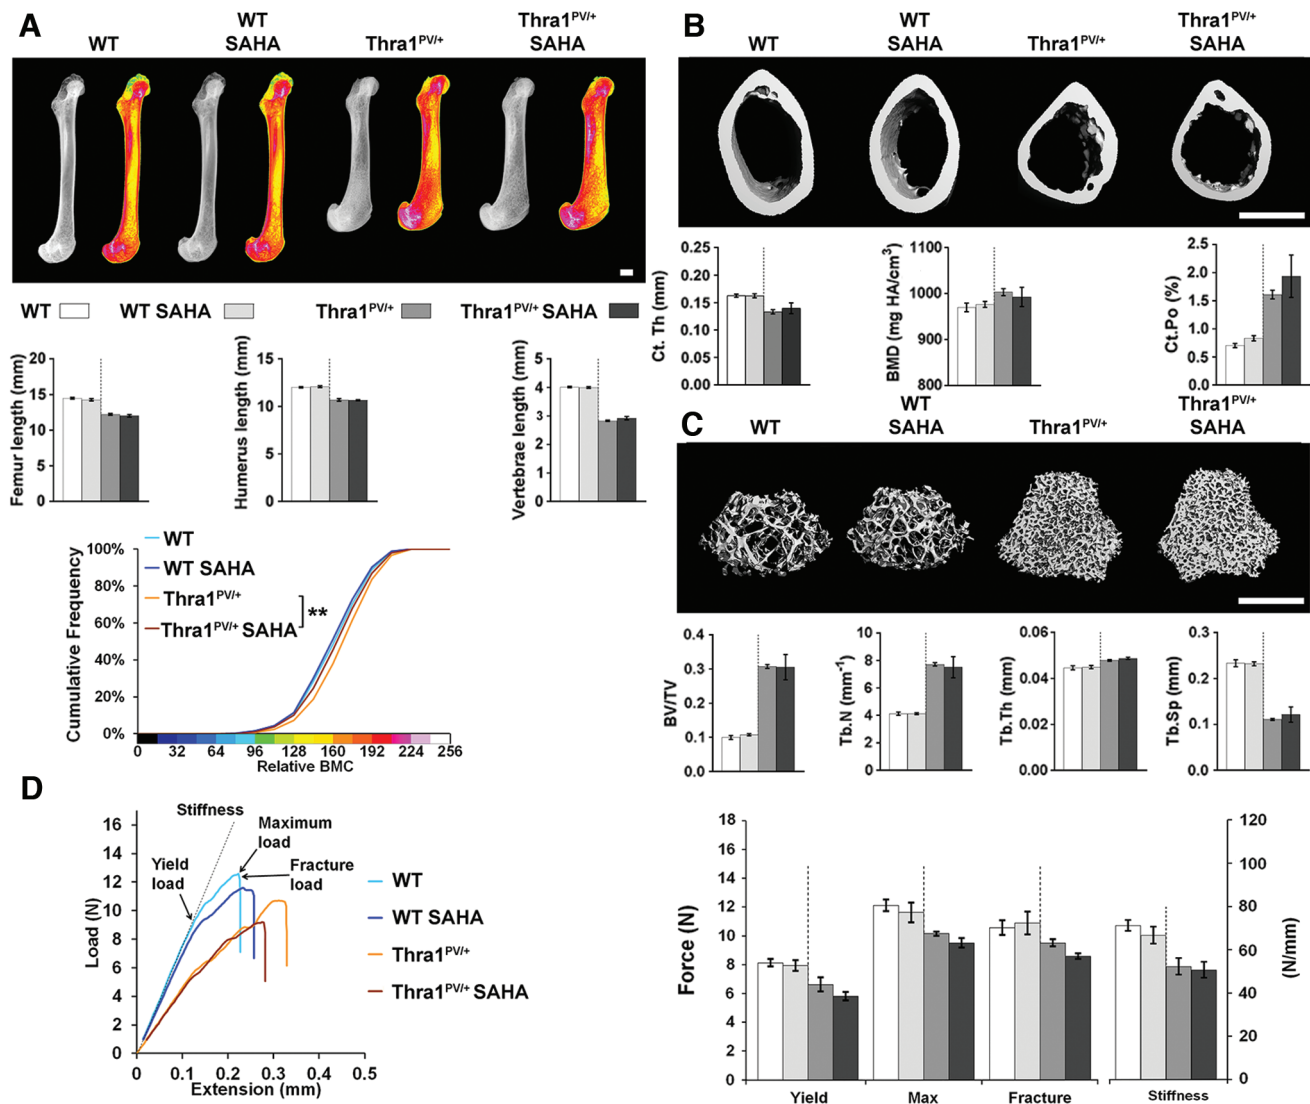 A
WT
WT
SAHA
Thra1PV/+
Thra1PV/+
SAHA
WT
WT SAHA
Thra1PV/+
Thra1PV/+ SAHA
Femur length (mm)
20
15
10
5
0
Humerus length (mm)
15
10
5
0
Vertebrae length (mm)
5
4
3
2
1
0
Cumulative Frequency
100%
80%
60%
40%
20%
0%
WT
WT SAHA
Thra1PV/+
Thra1PV/+ SAHA
**
0 32 64 96 128 160 192 224 256
Relative BMC
B
WT
WT
SAHA
Thra1PV/+
Thra1PV/+
SAHA
Ct. Th (mm)
0.25
0.20
0.15
0.10
0.05
0.00
BMD (mg HA/cm3)
1100
1000
900
800
Ct.Po (%)
2.5
2.0
1.5
1.0
0.5
0.0
C
WT
WT
SAHA
Thra1PV/+
Thra1PV/+
SAHA
BV/TV
0.4
0.3
0.2
0.1
0.0
Tb.N (mm-1)
10
8
6
4
2
0
Tb.Th (mm)
0.06
0.04
0.02
0.00
Tb.Sp (mm)
0.3
0.2
0.1
0.0
D
Load (N)
16
14
12
10
8
6
4
2
0
Stiffness
Maximum
load
Yield
load
Fracture
load
0 0.1 0.2 0.3 0.4 0.5
Extension (mm)
WT
WT SAHA
Thra1PV/+
Thra1PV/+ SAHA
Force (N)
18
16
14
12
10
8
6
4
2
0
Yield Max Fracture Stiffness
120
100
80
60
40
20
0
(N/mm)